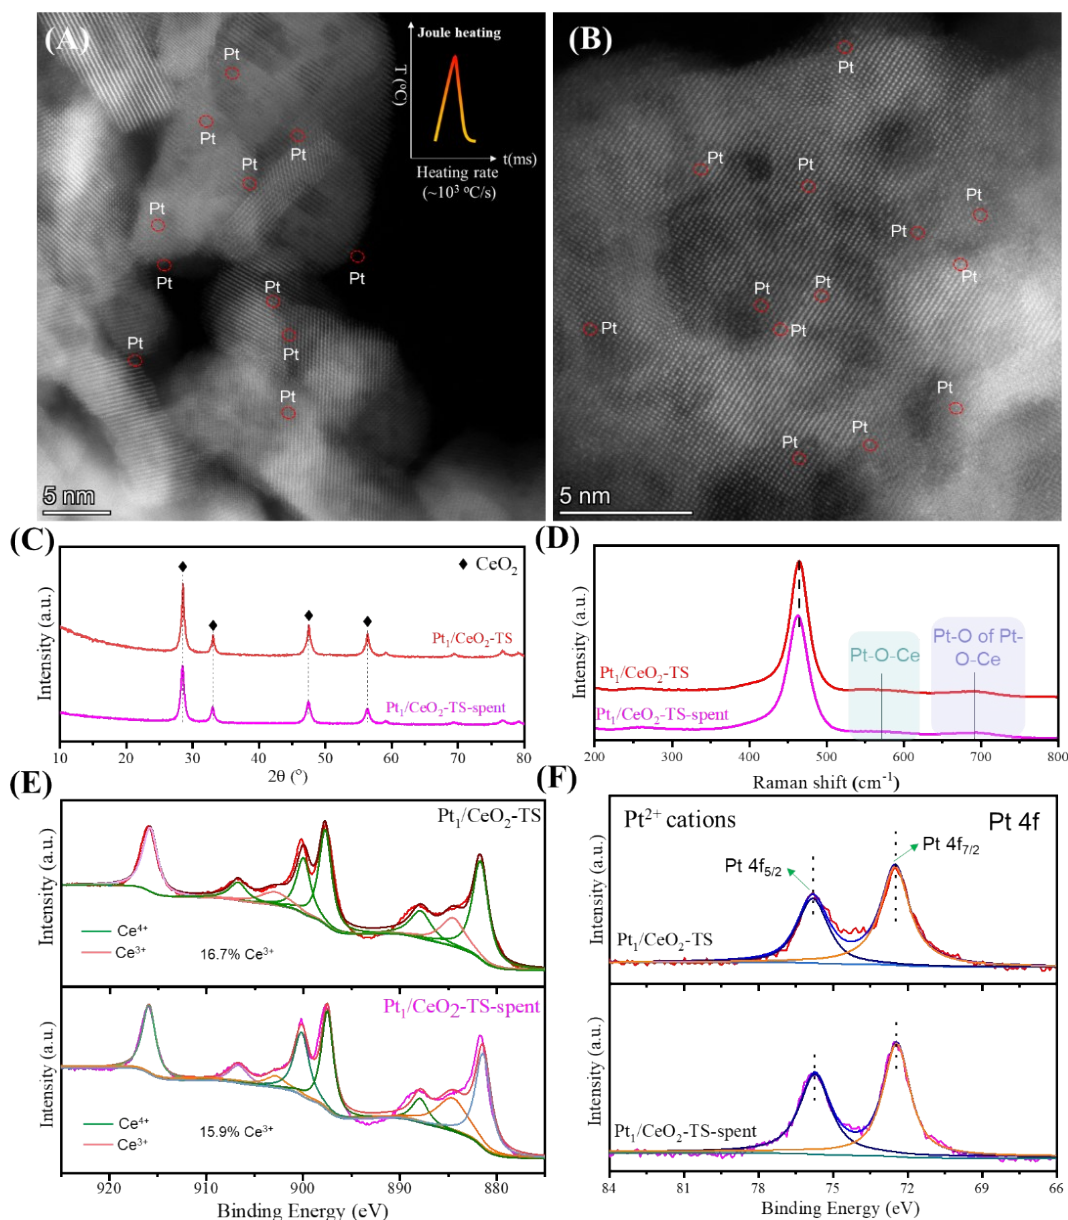 (A)
Joule heating
T (°C)
t(ms)
Heating rate
(~10³ °C/s)
Pt
Pt
Pt
Pt
Pt
Pt
Pt
Pt
Pt
Pt
Pt
5 nm
(B)
Pt
Pt
Pt
Pt
Pt
Pt
Pt
Pt
Pt
Pt
Pt
Pt
Pt
5 nm
(C)
◆ CeO₂
Pt₁/CeO₂-TS
Pt₁/CeO₂-TS-spent
Intensity (a.u.)
10 20 30 40 50 60 70 80
2θ (°)
(D)
Pt-O-Ce
Pt-O of Pt-
O-Ce
Pt₁/CeO₂-TS
Pt₁/CeO₂-TS-spent
Intensity (a.u.)
200 300 400 500 600 700 800
Raman shift (cm⁻¹)
(E)
Pt₁/CeO₂-TS
Intensity (a.u.)
Ce⁴⁺
Ce³⁺
16.7% Ce³⁺
Pt₁/CeO2-TS-spent
Intensity (a.u.)
Ce⁴⁺
Ce³⁺
15.9% Ce³⁺
920 910 900 890 880
Binding Energy (eV)
(F)
Pt²⁺ cations
Pt 4f
Pt 4f₅/₂
Pt 4f₇/₂
Intensity (a.u.)
Pt₁/CeO₂-TS
Intensity (a.u.)
Pt₁/CeO₂-TS-spent
84 81 78 75 72 69 66
Binding Energy (eV)